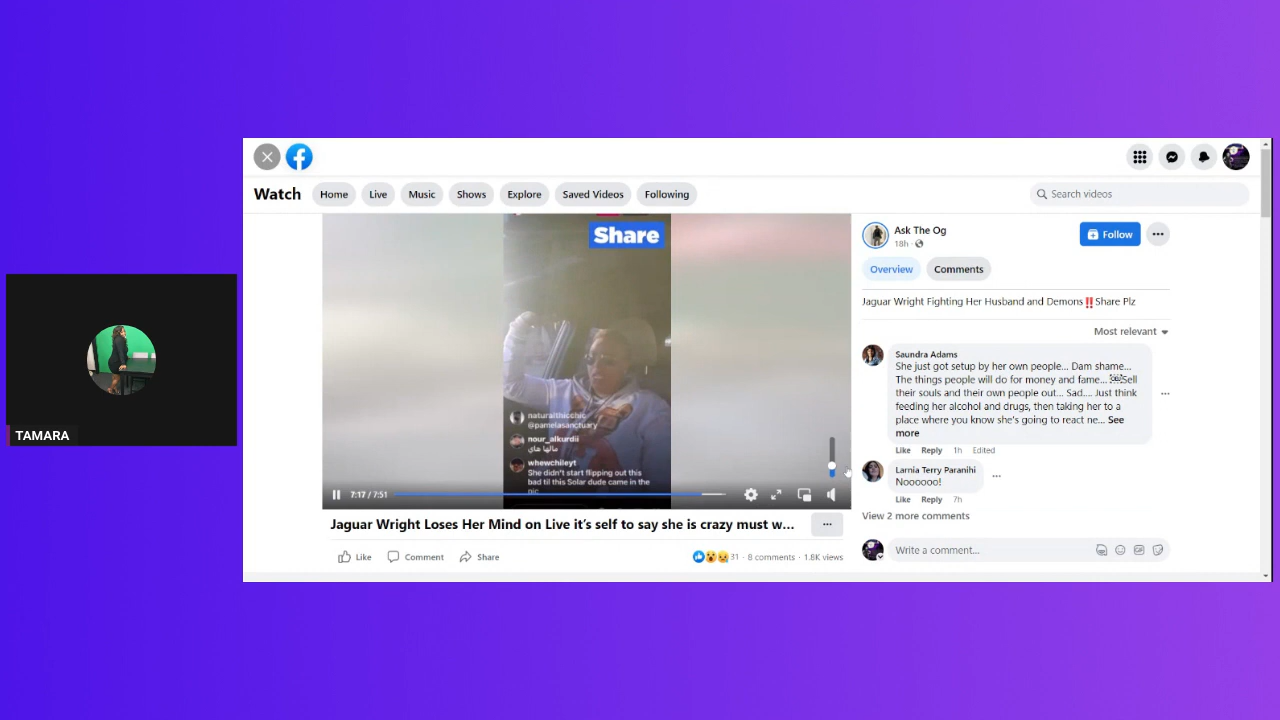 Watch
Home
Live
Music
Shows
Explore
Saved Videos
Following
Search videos
Share
naturalthicchic
@pamelasanctuary
nour_alkurdii
مالها هاي
whewchileyt
She didn't start flipping out this
bad til this Solar dude came in the
pic
7:17 / 7:51
Jaguar Wright Loses Her Mind on Live it's self to say she is crazy must w...
Like
Comment
Share
31 · 8 comments · 1.8K views
Ask The Og
18h ·
Follow
Overview
Comments
Jaguar Wright Fighting Her Husband and Demons‼️Share Plz
Most relevant
Saundra Adams
She just got setup by her own people... Dam shame...
The things people will do for money and fame... Sell
their souls and their own people out... Sad.... Just think
feeding her alcohol and drugs, then taking her to a
place where you know she's going to react ne... See
more
Like Reply 1h Edited
Larnia Terry Paranihi
Nooooooo!
Like Reply 7h
View 2 more comments
Write a comment...
TAMARA